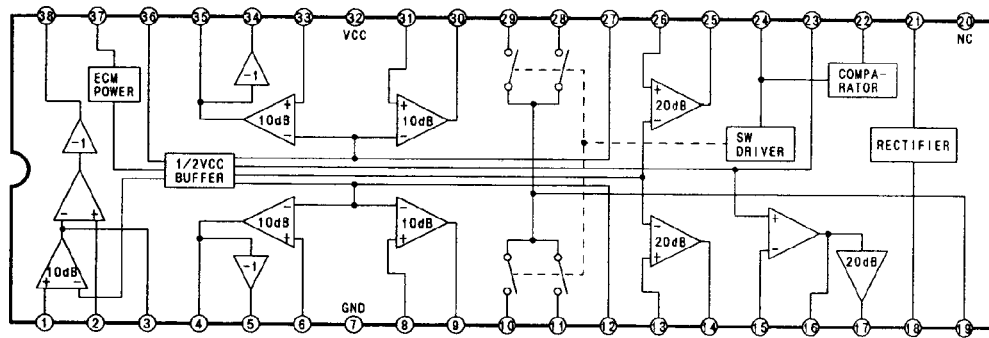 38 37 36 35 34 32 33 31 30 29 28 27 26 25 24 23 22 21 20
VCC
NC
ECM
POWER
-1
COMPA-
RATOR
10dB
10dB
20dB
-1
SW
DRIVER
RECTIFIER
1/2VCC
BUFFER
10dB
10dB
20dB
10dB
-1
20dB
GND
1 2 3 4 5 6 7 8 9 10 11 12 13 14 15 16 17 18 19